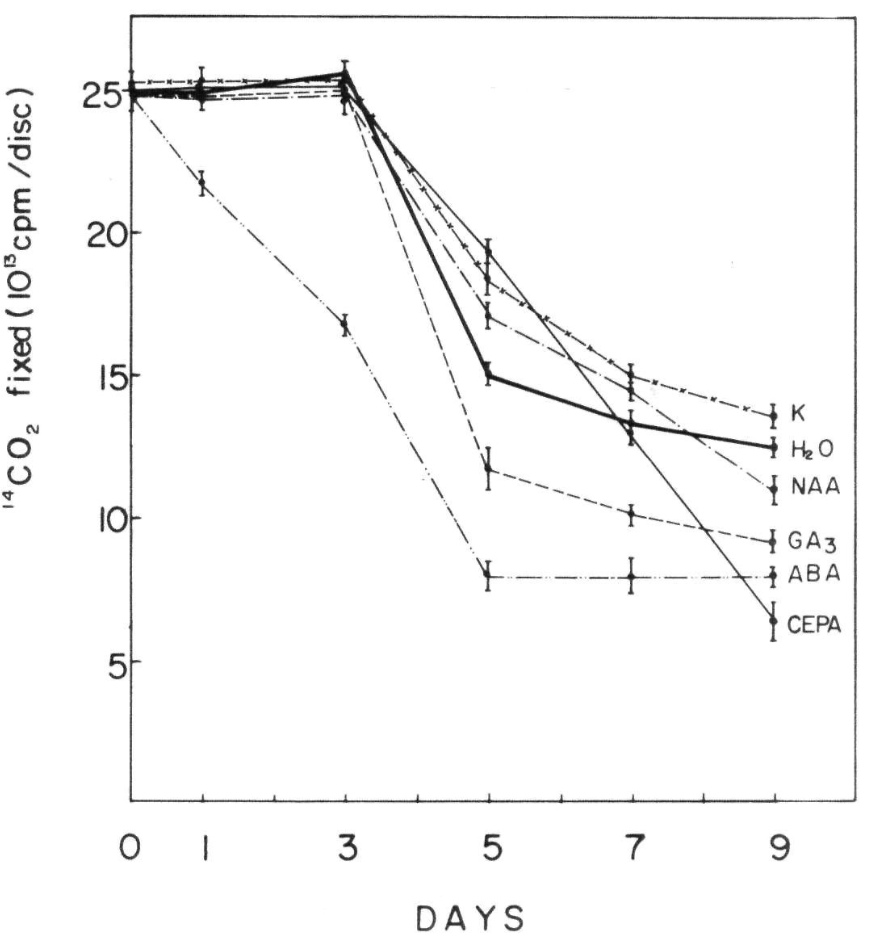 ¹⁴CO₂ fixed (10¹³cpm/disc)
25
20
15
10
5
K
H₂O
NAA
GA₃
ABA
CEPA
0 1 3 5 7 9
DAYS